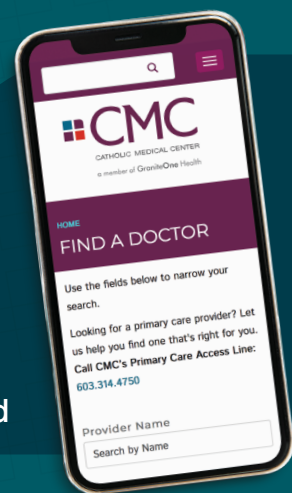 CMC
CATHOLIC MEDICAL CENTER
a member of GraniteOne Health
HOME
FIND A DOCTOR
Use the fields below to narrow your
search.
Looking for a primary care provider? Let
us help you find one that's right for you.
Call CMC's Primary Care Access Line:
603.314.4750
Provider Name
Search by Name